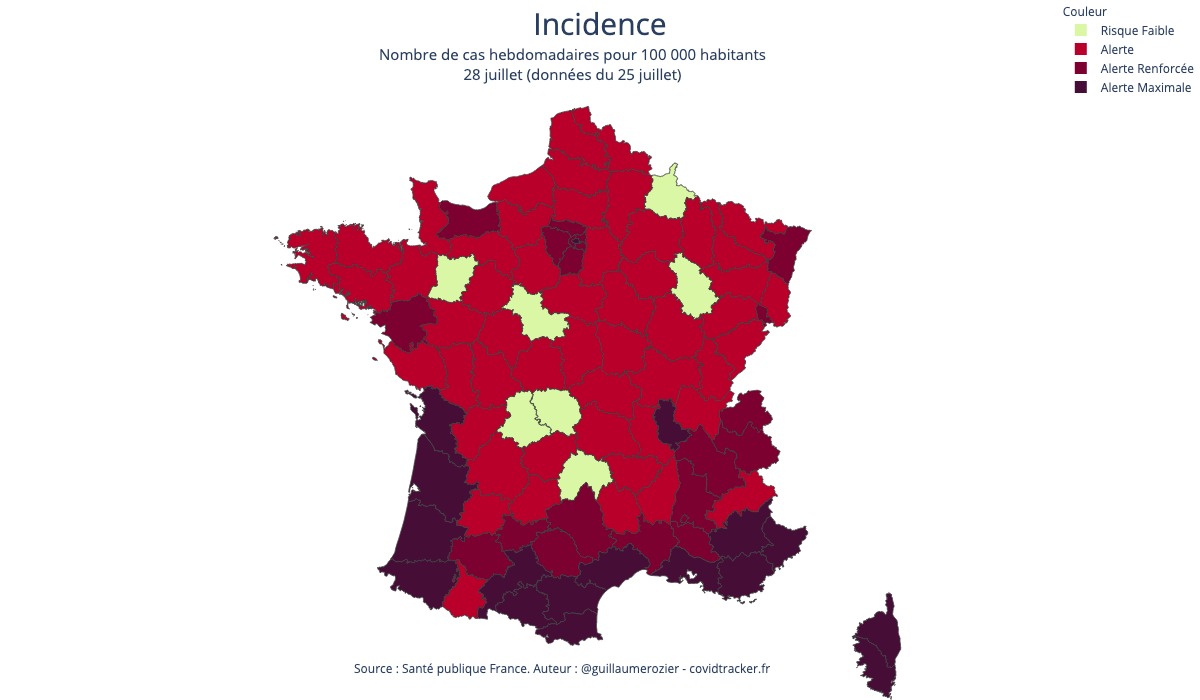 Incidence
Nombre de cas hebdomadaires pour 100 000 habitants
28 juillet (données du 25 juillet)
Couleur
Risque Faible
Alerte
Alerte Renforcée
Alerte Maximale
Source : Santé publique France. Auteur : @guillaumerozier - covidtracker.fr